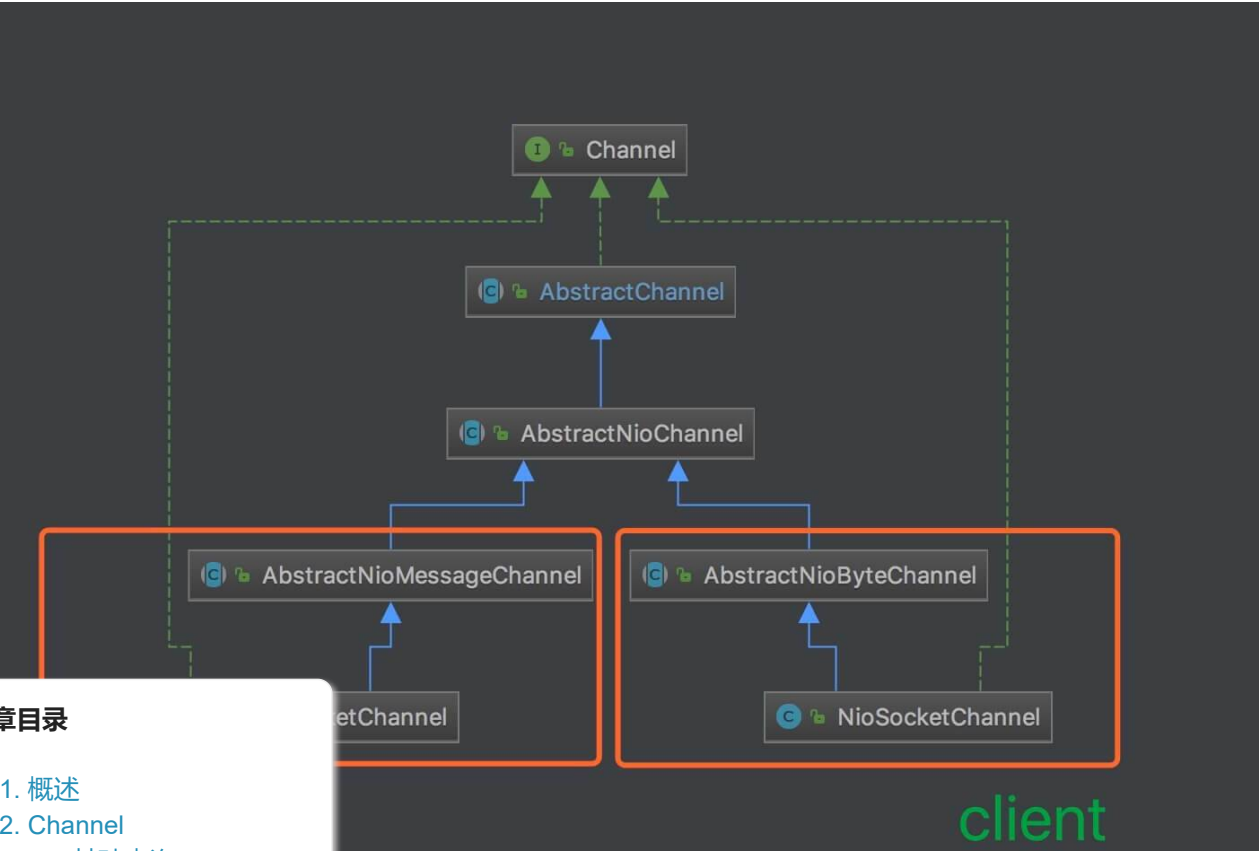 Channel
AbstractChannel
AbstractNioChannel
AbstractNioMessageChannel
AbstractNioByteChannel
etChannel
NioSocketChannel
章目录
1. 概述
2. Channel
client